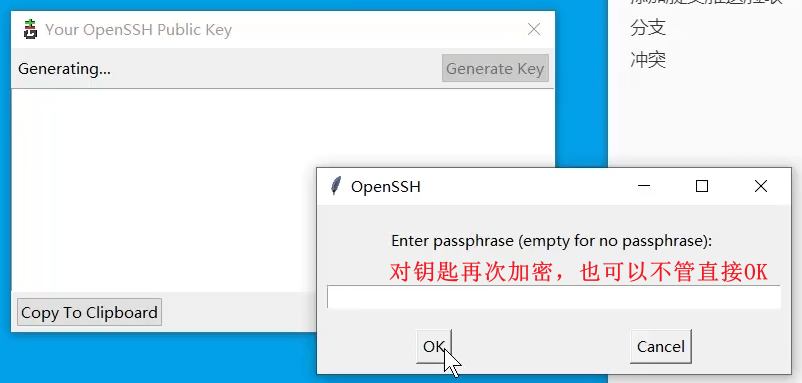 Your OpenSSH Public Key
Generating...
Generate Key
分支
冲突
OpenSSH
Enter passphrase (empty for no passphrase):
对钥匙再次加密，也可以不管直接OK
Copy To Clipboard
OK
Cancel